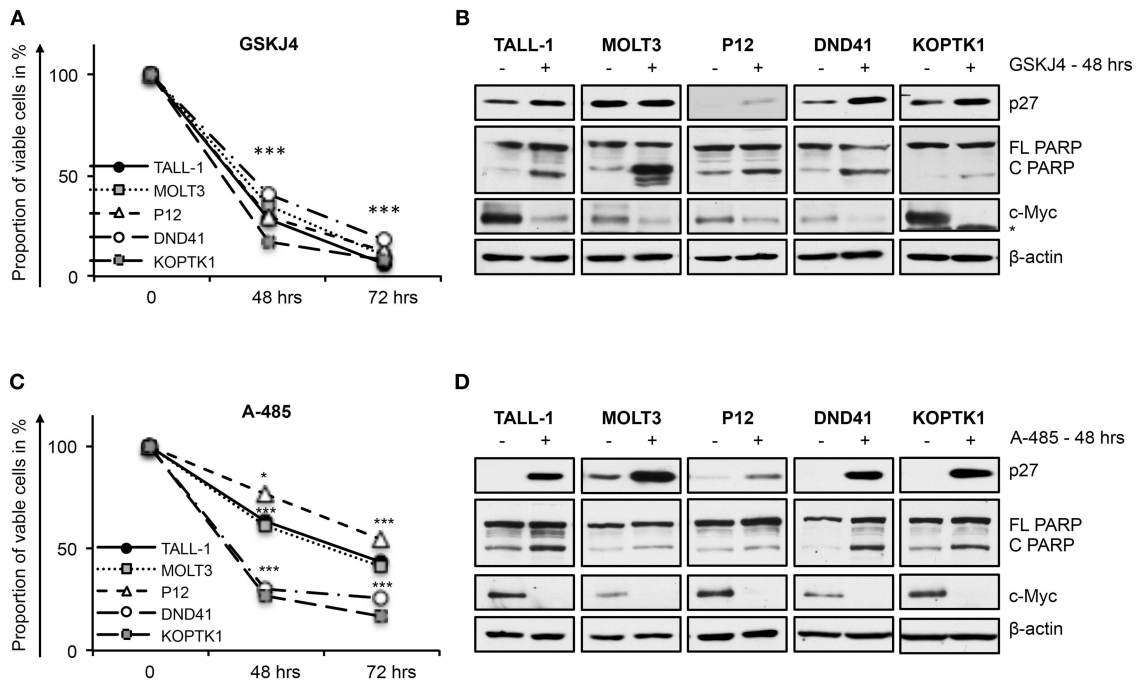 A
GSKJ4
Proportion of viable cells in %
100
50
0
TALL-1
MOLT3
P12
DND41
KOPTK1
***
***
0 48 hrs 72 hrs
B
TALL-1 MOLT3 P12 DND41 KOPTK1
- + - + - + - + - + GSKJ4 - 48 hrs
p27
FL PARP
C PARP
c-Myc
*
β-actin
C
A-485
Proportion of vable cells in %
100
50
0
TALL-1
MOLT3
P12
DND41
KOPTK1
*
***
***
***
***
0 48 hrs 72 hrs
D
TALL-1 MOLT3 P12 DND41 KOPTK1
- + - + - + - + - + A-485 - 48 hrs
p27
FL PARP
C PARP
c-Myc
β-actin